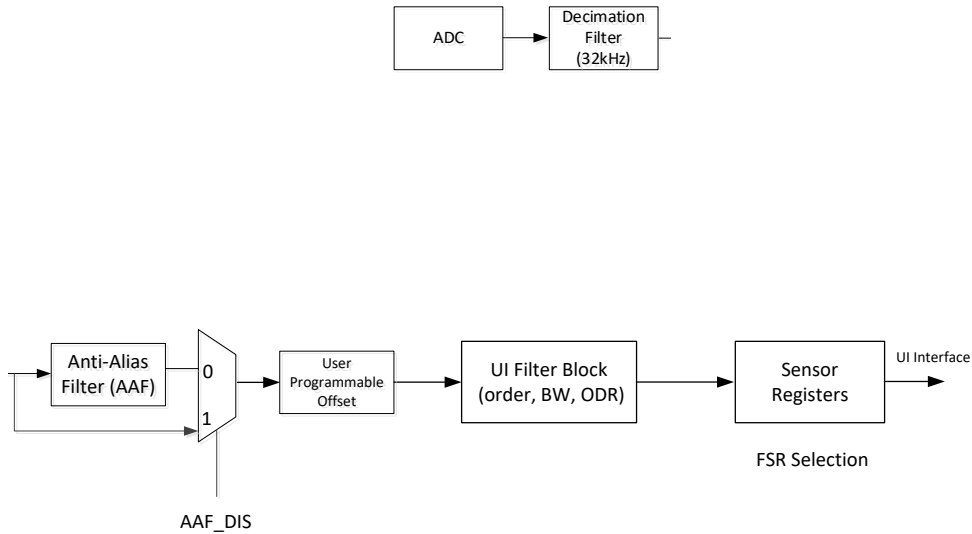 ADC
Decimation
Filter
(32kHz)
Anti-Alias
Filter (AAF)
0
1
AAF_DIS
User
Programmable
Offset
UI Filter Block
(order, BW, ODR)
Sensor
Registers
FSR Selection
UI Interface